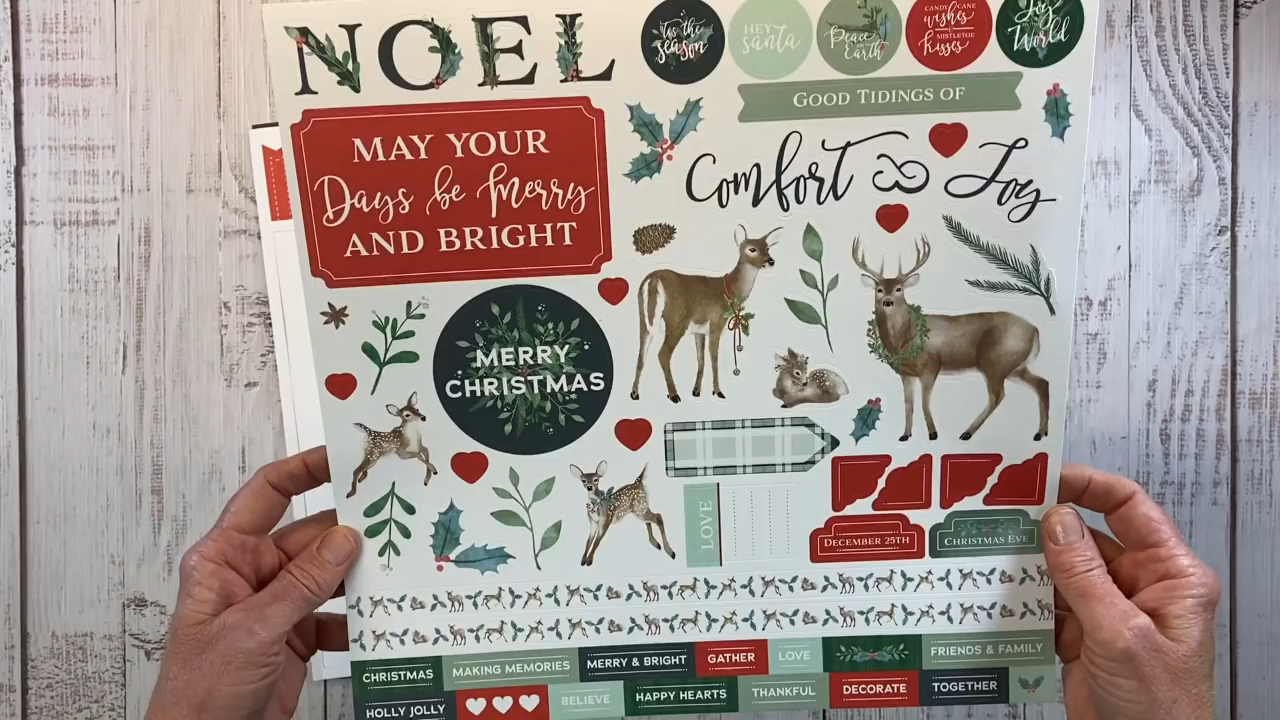 NOEL
'tis the
season
HEY
santa
Peace
on
Earth
CANDY CANE
wishes
&
MISTLETOE
kisses
Joy
to the
World
GOOD TIDINGS OF
Comfort & Joy
MAY YOUR
Days be Merry
AND BRIGHT
MERRY
CHRISTMAS
LOVE
DECEMBER 25TH
CHRISTMAS EVE
CHRISTMAS
MAKING MEMORIES
MERRY & BRIGHT
GATHER
LOVE
FRIENDS & FAMILY
HOLLY JOLLY
BELIEVE
HAPPY HEARTS
THANKFUL
DECORATE
TOGETHER